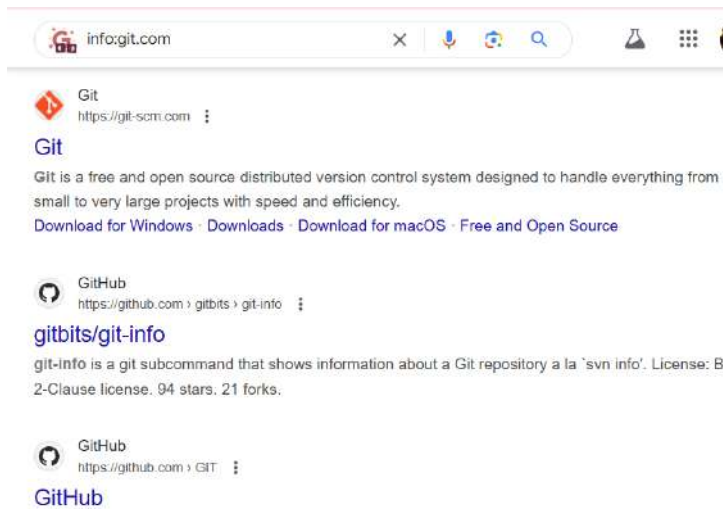 info:git.com
Git
https://git-scm.com
Git
Git is a free and open source distributed version control system designed to handle everything from
small to very large projects with speed and efficiency.
Download for Windows · Downloads · Download for macOS · Free and Open Source
GitHub
https://github.com › gitbits › git-info
gitbits/git-info
git-info is a git subcommand that shows information about a Git repository a la `svn info'. License: B
2-Clause license. 94 stars. 21 forks.
GitHub
https://github.com › GIT
GitHub